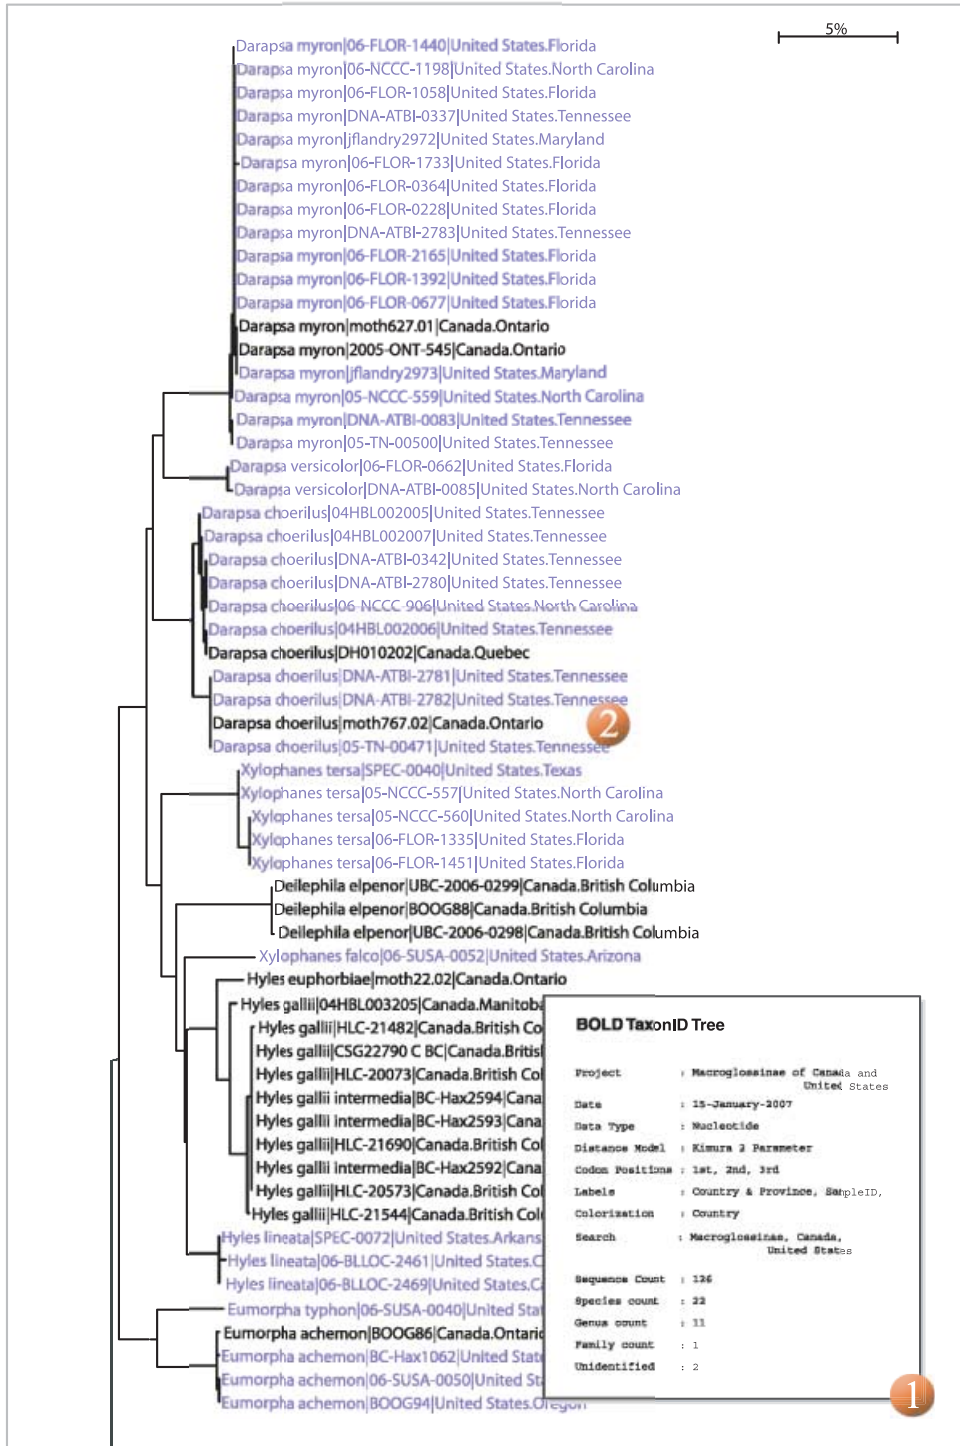 5%
Darapsa myron|06-FLOR-1440|United States.Florida
Darapsa myron|06-NCCC-1198|United States.North Carolina
Darapsa myron|06-FLOR-1058|United States.Florida
Darapsa myron|DNA-ATBI-0337|United States.Tennessee
Darapsa myron|jflandry2972|United States.Maryland
Darapsa myron|06-FLOR-1733|United States.Florida
Darapsa myron|06-FLOR-0364|United States.Florida
Darapsa myron|06-FLOR-0228|United States.Florida
Darapsa myron|DNA-ATBI-2783|United States.Tennessee
Darapsa myron|06-FLOR-2165|United States.Florida
Darapsa myron|06-FLOR-1392|United States.Florida
Darapsa myron|06-FLOR-0677|United States.Florida
Darapsa myron|moth627.01|Canada.Ontario
Darapsa myron|2005-ONT-545|Canada.Ontario
Darapsa myron|jflandry2973|United States.Maryland
Darapsa myron|05-NCCC-559|United States.North Carolina
Darapsa myron|DNA-ATBI-0083|United States.Tennessee
Darapsa myron|05-TN-00500|United States.Tennessee
Darapsa versicolor|06-FLOR-0662|United States.Florida
Darapsa versicolor|DNA-ATBI-0085|United States.North Carolina
Darapsa choerilus|04HBL002005|United States.Tennessee
Darapsa choerilus|04HBL002007|United States.Tennessee
Darapsa choerilus|DNA-ATBI-0342|United States.Tennessee
Darapsa choerilus|DNA-ATBI-2780|United States.Tennessee
Darapsa choerilus|06-NCCC-906|United States.North Carolina
Darapsa choerilus|04HBL002006|United States.Tennessee
Darapsa choerilus|DH010202|Canada.Quebec
Darapsa choerilus|DNA-ATBI-2781|United States.Tennessee
Darapsa choerilus|DNA-ATBI-2782|United States.Tennessee
Darapsa choerilus|moth767.02|Canada.Ontario
2
Darapsa choerilus|05-TN-00471|United States.Tennessee
Xylophanes tersa|SPEC-0040|United States.Texas
Xylophanes tersa|05-NCCC-557|United States.North Carolina
Xylophanes tersa|05-NCCC-560|United States.North Carolina
Xylophanes tersa|06-FLOR-1335|United States.Florida
Xylophanes tersa|06-FLOR-1451|United States.Florida
Deilephila elpenor|UBC-2006-0299|Canada.British Columbia
Deilephila elpenor|BOOG88|Canada.British Columbia
Deilephila elpenor|UBC-2006-0298|Canada.British Columbia
Xylophanes falco|06-SUSA-0052|United States.Arizona
Hyles euphorbiae|moth22.02|Canada.Ontario
Hyles gallii|04HBL003205|Canada.Manitoba
Hyles gallii|HLC-21482|Canada.British Co
Hyles gallii|CSG22790 C BC|Canada.British
Hyles gallii|HLC-20073|Canada.British Col
Hyles gallii intermedia|BC-Hax2594|Cana
Hyles gallii intermedia|BC-Hax2593|Cana
Hyles gallii|HLC-21690|Canada.British Col
Hyles gallii intermedia|BC-Hax2592|Cana
Hyles gallii|HLC-20573|Canada.British Col
Hyles gallii|HLC-21544|Canada.British Col
Hyles lineata|SPEC-0072|United States.Arkans
Hyles lineata|06-BLLOC-2461|United States.C
Hyles lineata|06-BLLOC-2469|United States.C
Eumorpha typhon|06-SUSA-0040|United Stat
Eumorpha achemon|BOOG86|Canada.Ontario
Eumorpha achemon|BC-Hax1062|United State
Eumorpha achemon|06-SUSA-0050|United St
Eumorpha achemon|BOOG94|United States.Oregon
BOLD TaxonID Tree
Project : Macroglossinae of Canada and
United States
Date : 15-January-2007
Data Type : Nucleotide
Distance Model : Kimura 2 Parameter
Codon Positions : 1st, 2nd, 3rd
Labels : Country & Province, SampleID,
Colorization : Country
Search : Macroglossinae, Canada,
United States
Sequence Count : 126
Species count : 22
Genus count : 11
Family count : 1
Unidentified : 2
1